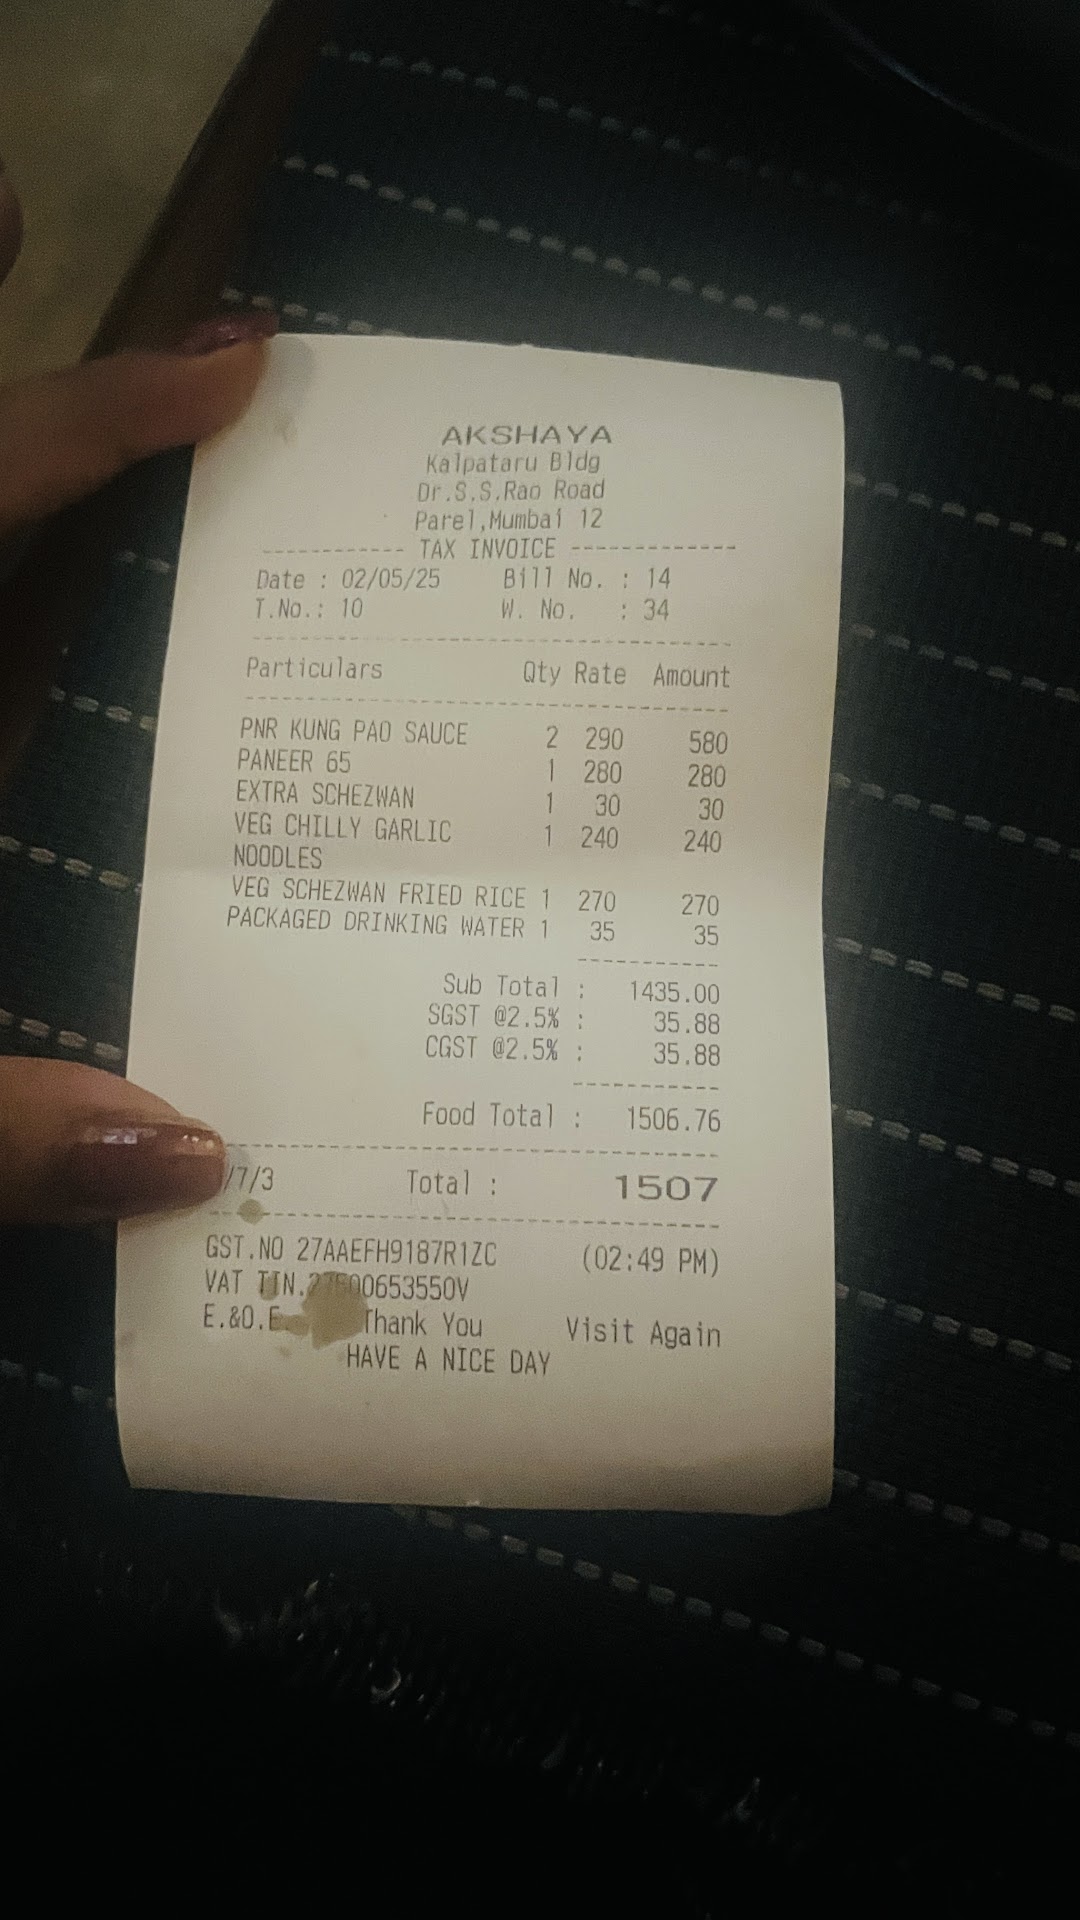 AKSHAYA
Kalpataru Bldg
Dr.S.S.Rao Road
Parel,Mumbai 12
------------ TAX INVOICE -------------
Date : 02/05/25 Bill No. : 14
T.No.: 10 W. No. : 34
Particulars Qty Rate Amount
PNR KUNG PAO SAUCE 2 290 580
PANEER 65 1 280 280
EXTRA SCHEZWAN 1 30 30
VEG CHILLY GARLIC 1 240 240
NOODLES
VEG SCHEZWAN FRIED RICE 1 270 270
PACKAGED DRINKING WATER 1 35 35
Sub Total : 1435.00
SGST @2.5% : 35.88
CGST @2.5% : 35.88
Food Total : 1506.76
/7/3 Total : 1507
GST.NO 27AAEFH9187R1ZC (02:49 PM)
VAT TIN.
E.&O.E. Thank You Visit Again
HAVE A NICE DAY